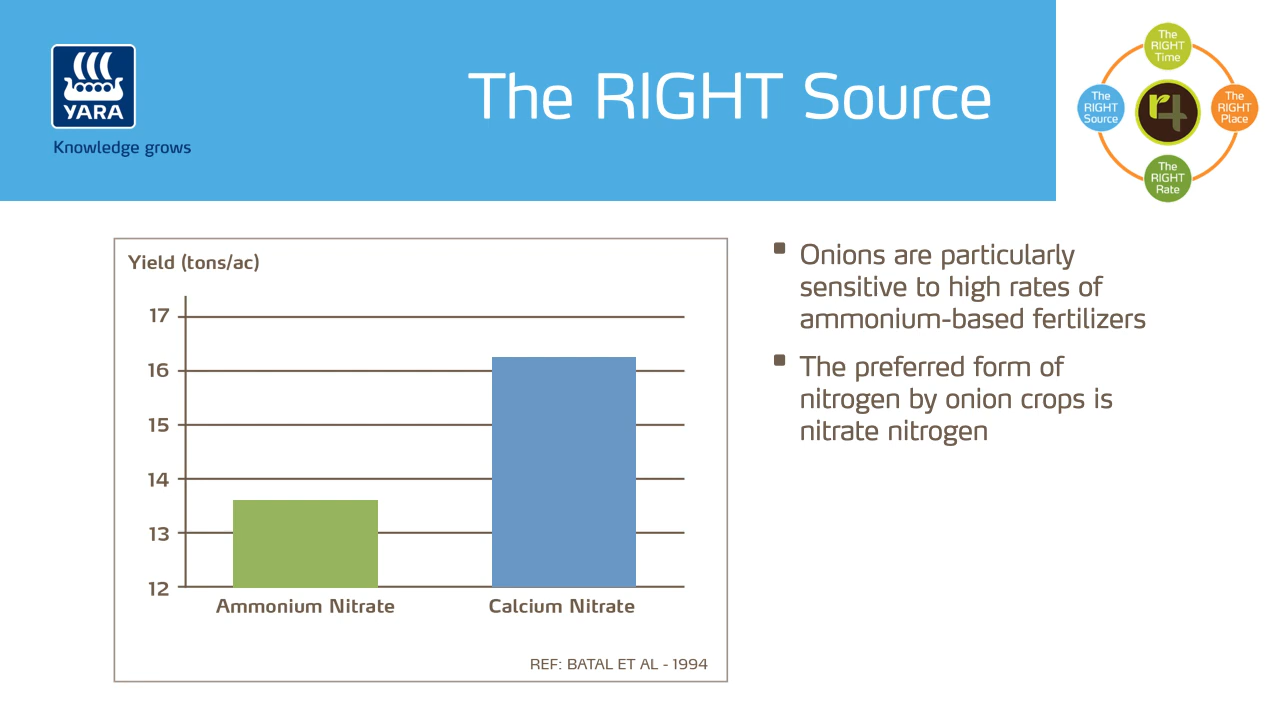 YARA
Knowledge grows
The RIGHT Source
The
RIGHT
Time
The
RIGHT
Source
r4
The
RIGHT
Place
The
RIGHT
Rate
Yield (tons/ac)
17
16
15
14
13
12
Ammonium Nitrate
Calcium Nitrate
REF: BATAL ET AL - 1994
Onions are particularly
sensitive to high rates of
ammonium-based fertilizers
The preferred form of
nitrogen by onion crops is
nitrate nitrogen